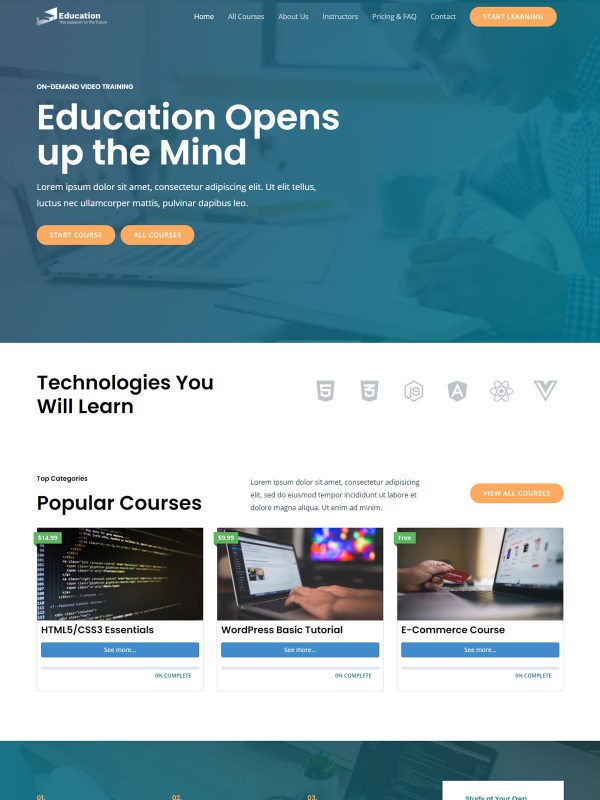 Education
The passport to the future
Home
All Courses
About Us
Instructors
Pricing & FAQ
Contact
START LEARNING
ON-DEMAND VIDEO TRAINING
Education Opens
up the Mind
Lorem ipsum dolor sit amet, consectetur adipiscing elit. Ut elit tellus,
luctus nec ullamcorper mattis, pulvinar dapibus leo.
START COURSE
ALL COURSES
Technologies You
Will Learn
Top Categories
Popular Courses
Lorem ipsum dolor sit amet, consectetur adipiscing
elit, sed do eiusmod tempor incididunt ut labore et
dolore magna aliqua. Ut enim ad minim.
VIEW ALL COURSES
$14.99
$9.99
Free
HTML5/CSS3 Essentials
WordPress Basic Tutorial
E-Commerce Course
See more...
See more...
See more...
0% COMPLETE
0% COMPLETE
0% COMPLETE
01.
02.
03.
Study at Your Own